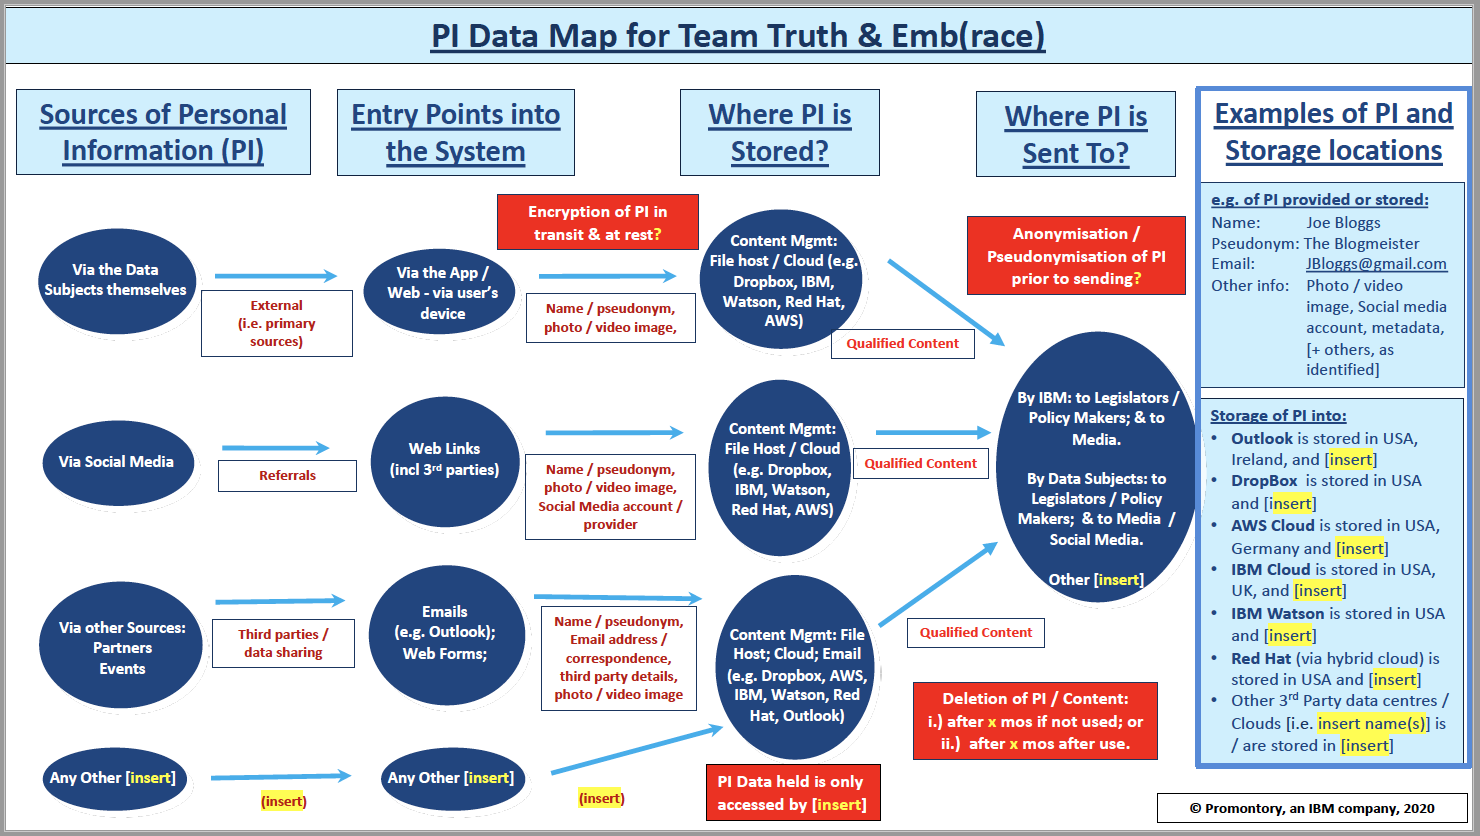 PI Data Map for Team Truth & Emb(race)
Sources of Personal
Information (PI)
Entry Points into
the System
Where PI is
Stored?
Where PI is
Sent To?
Examples of PI and
Storage locations
Encryption of PI in
transit & at rest?
Anonymisation /
Pseudonymisation of PI
prior to sending?
Via the Data
Subjects themselves
External
(i.e. primary
sources)
Via the App /
Web - via user's
device
Name / pseudonym,
photo / video image,
Content Mgmt:
File host / Cloud (e.g.
Dropbox, IBM,
Watson, Red Hat,
AWS)
Qualified Content
Via Social Media
Referrals
Web Links
(incl 3rd parties)
Name / pseudonym,
photo / video image,
Social Media account /
provider
Content Mgmt:
File Host / Cloud
(e.g. Dropbox,
IBM, Watson,
Red Hat, AWS)
Qualified Content
By IBM: to Legislators /
Policy Makers; & to
Media.
By Data Subjects: to
Legislators / Policy
Makers; & to Media /
Social Media.
Other [insert]
Via other Sources:
Partners
Events
Third parties /
data sharing
Emails
(e.g. Outlook);
Web Forms;
Name / pseudonym,
Email address /
correspondence,
third party details,
photo / video image
Content Mgmt: File
Host; Cloud; Email
(e.g. Dropbox, AWS,
IBM, Watson, Red
Hat, Outlook)
Qualified Content
Any Other [insert]
(insert)
Any Other [insert]
(insert)
PI Data held is only
accessed by [insert]
Deletion of PI / Content:
i.) after x mos if not used; or
ii.) after x mos after use.
e.g. of PI provided or stored:
Name: Joe Bloggs
Pseudonym: The Blogmeister
Email: JBloggs@gmail.com
Other info: Photo / video
image, Social media
account, metadata,
[+ others, as
identified]
Storage of PI into:
• Outlook is stored in USA,
Ireland, and [insert]
• DropBox is stored in USA
and [insert]
• AWS Cloud is stored in USA,
Germany and [insert]
• IBM Cloud is stored in USA,
UK, and [insert]
• IBM Watson is stored in USA
and [insert]
• Red Hat (via hybrid cloud) is
stored in USA and [insert]
• Other 3rd Party data centres /
Clouds [i.e. insert name(s)] is
/ are stored in [insert]
© Promontory, an IBM company, 2020